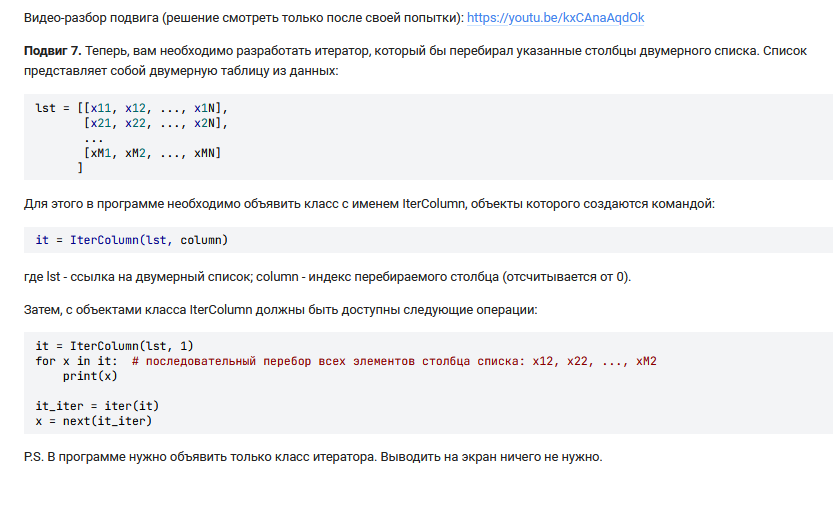 Видео-разбор подвига (решение смотреть только после своей попытки): https://youtu.be/kxCAnaAqdOk
Подвиг 7. Теперь, вам необходимо разработать итератор, который бы перебирал указанные столбцы двумерного списка. Список
представляет собой двумерную таблицу из данных:
lst = [[x11, x12, ..., x1N],
[x21, x22, ..., x2N],
...
[xM1, xM2, ..., xMN]
]
Для этого в программе необходимо объявить класс с именем IterColumn, объекты которого создаются командой:
it = IterColumn(lst, column)
где lst - ссылка на двумерный список; column - индекс перебираемого столбца (отсчитывается от 0).
Затем, с объектами класса IterColumn должны быть доступны следующие операции:
it = IterColumn(lst, 1)
for x in it:  # последовательный перебор всех элементов столбца списка: x12, x22, ..., xM2
print(x)
it_iter = iter(it)
x = next(it_iter)
P.S. В программе нужно объявить только класс итератора. Выводить на экран ничего не нужно.